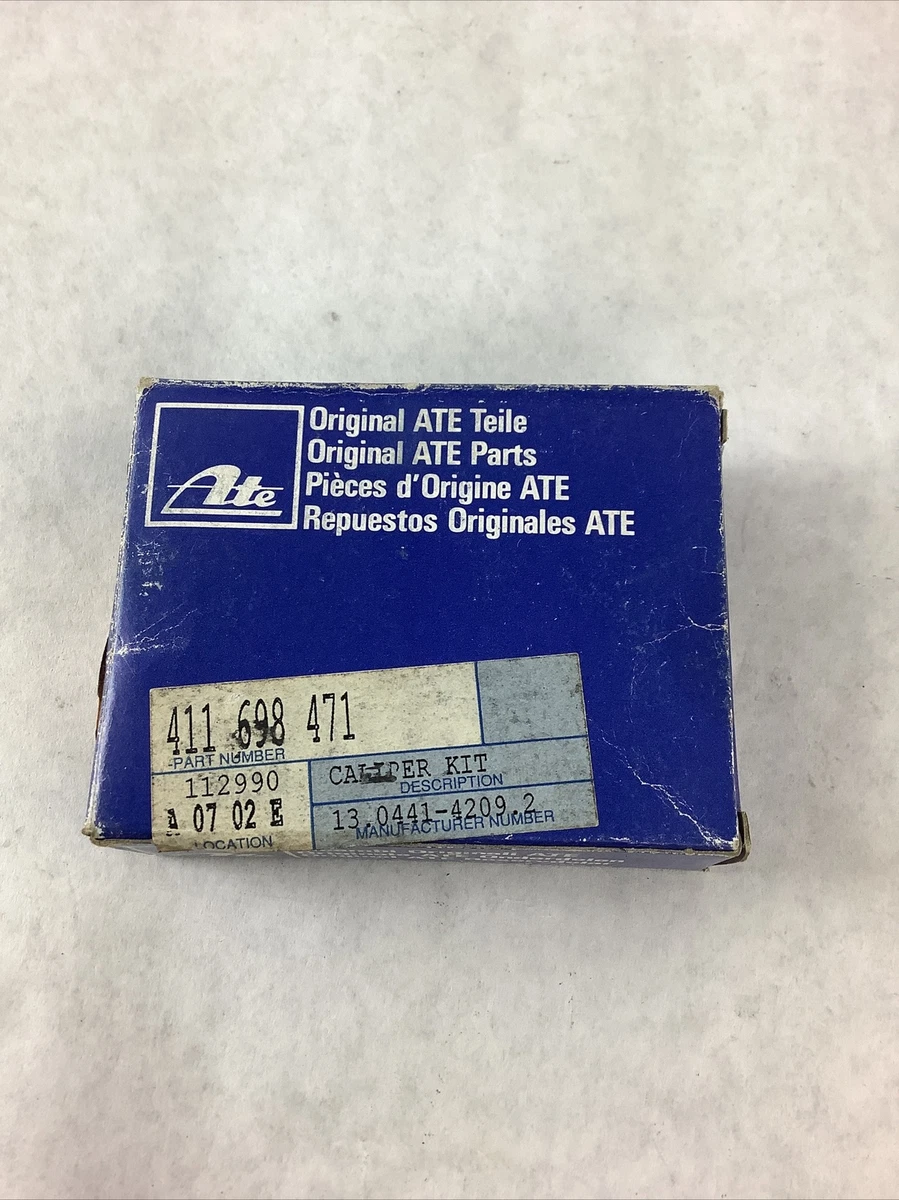 Ate
Original ATE Teile
Original ATE Parts
Pièces d'Origine ATE
Repuestos Originales ATE
411 698 471
PART NUMBER
112990
CALIPER KIT
DESCRIPTION
A 07 02 E
LOCATION
13.0441-4209.2
MANUFACTURER NUMBER